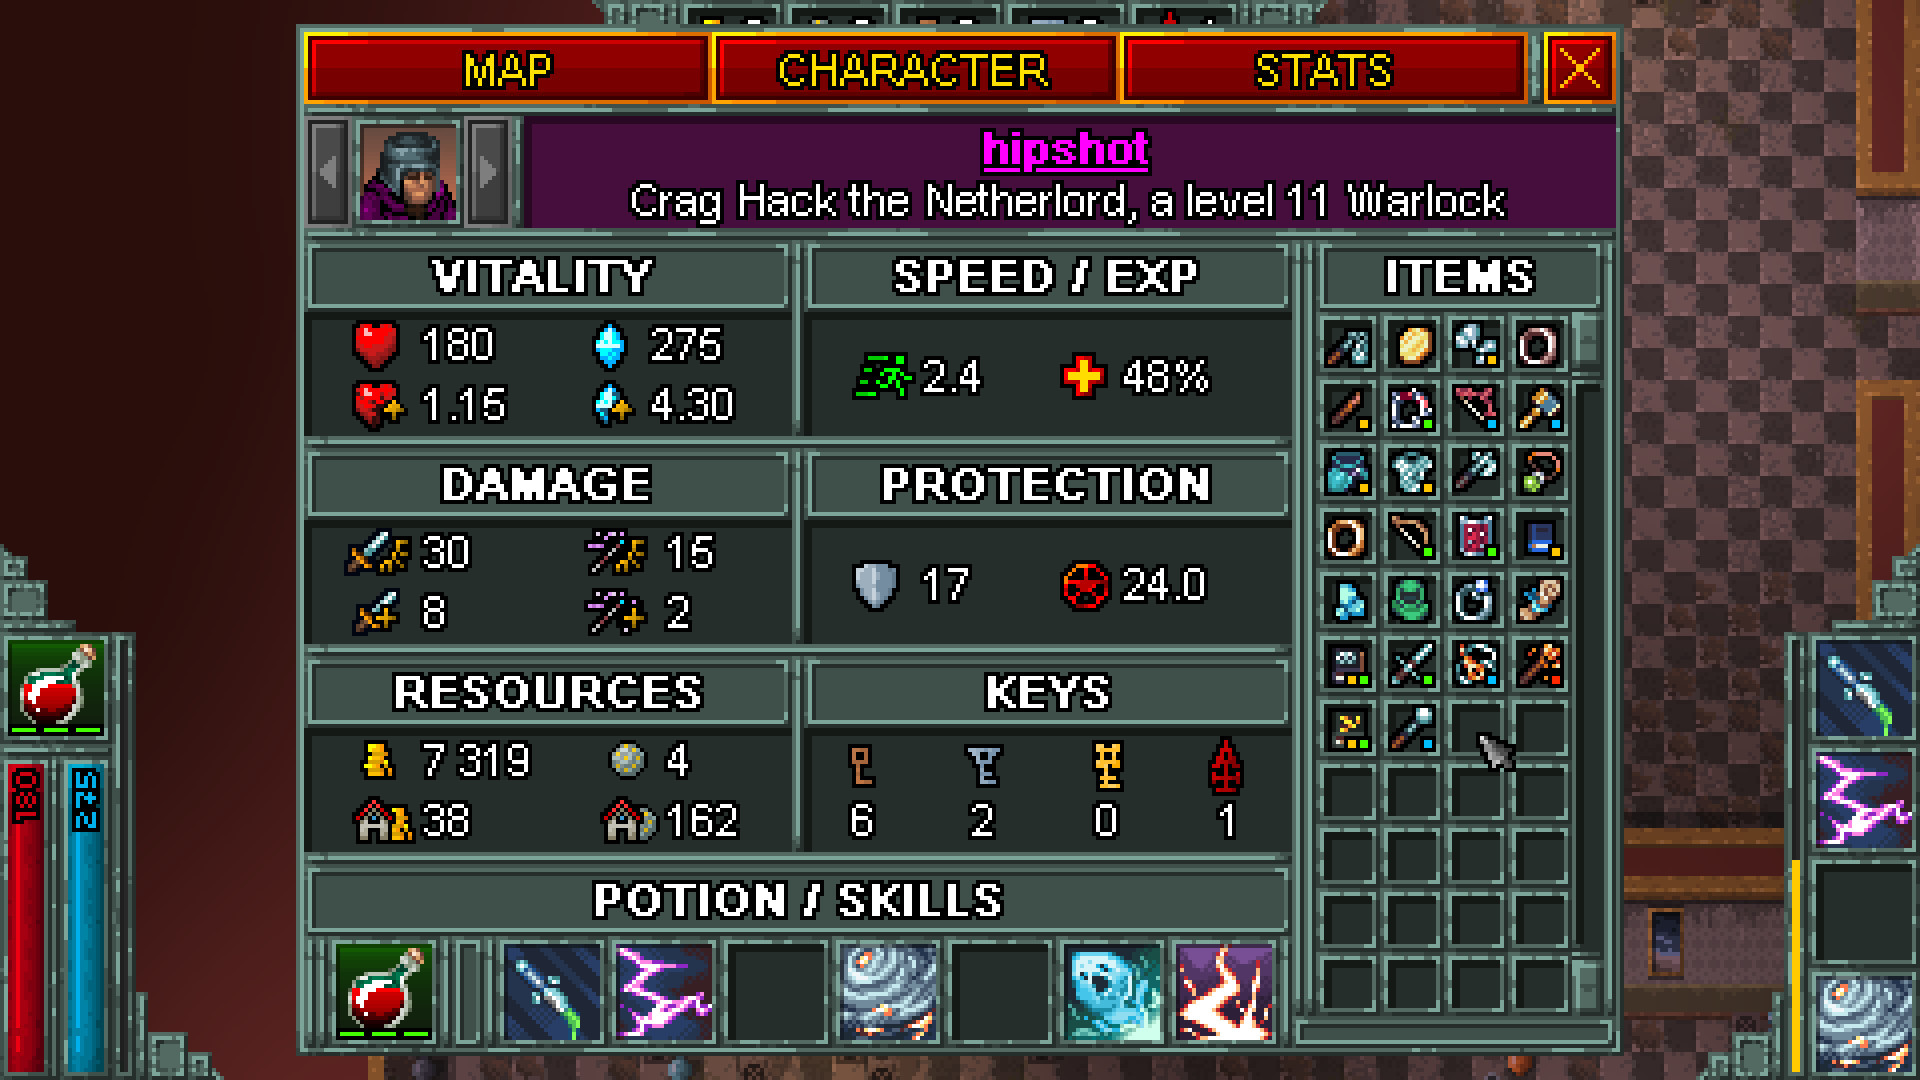 MAP
CHARACTER
STATS
hipshot
Crag Hack the Netherlord, a level 11 Warlock
VITALITY
180
275
1.15
4.30
SPEED / EXP
2.4
48%
ITEMS
DAMAGE
30
15
8
2
PROTECTION
17
24.0
RESOURCES
7 319
4
38
162
KEYS
6
2
0
1
POTION / SKILLS
180
275